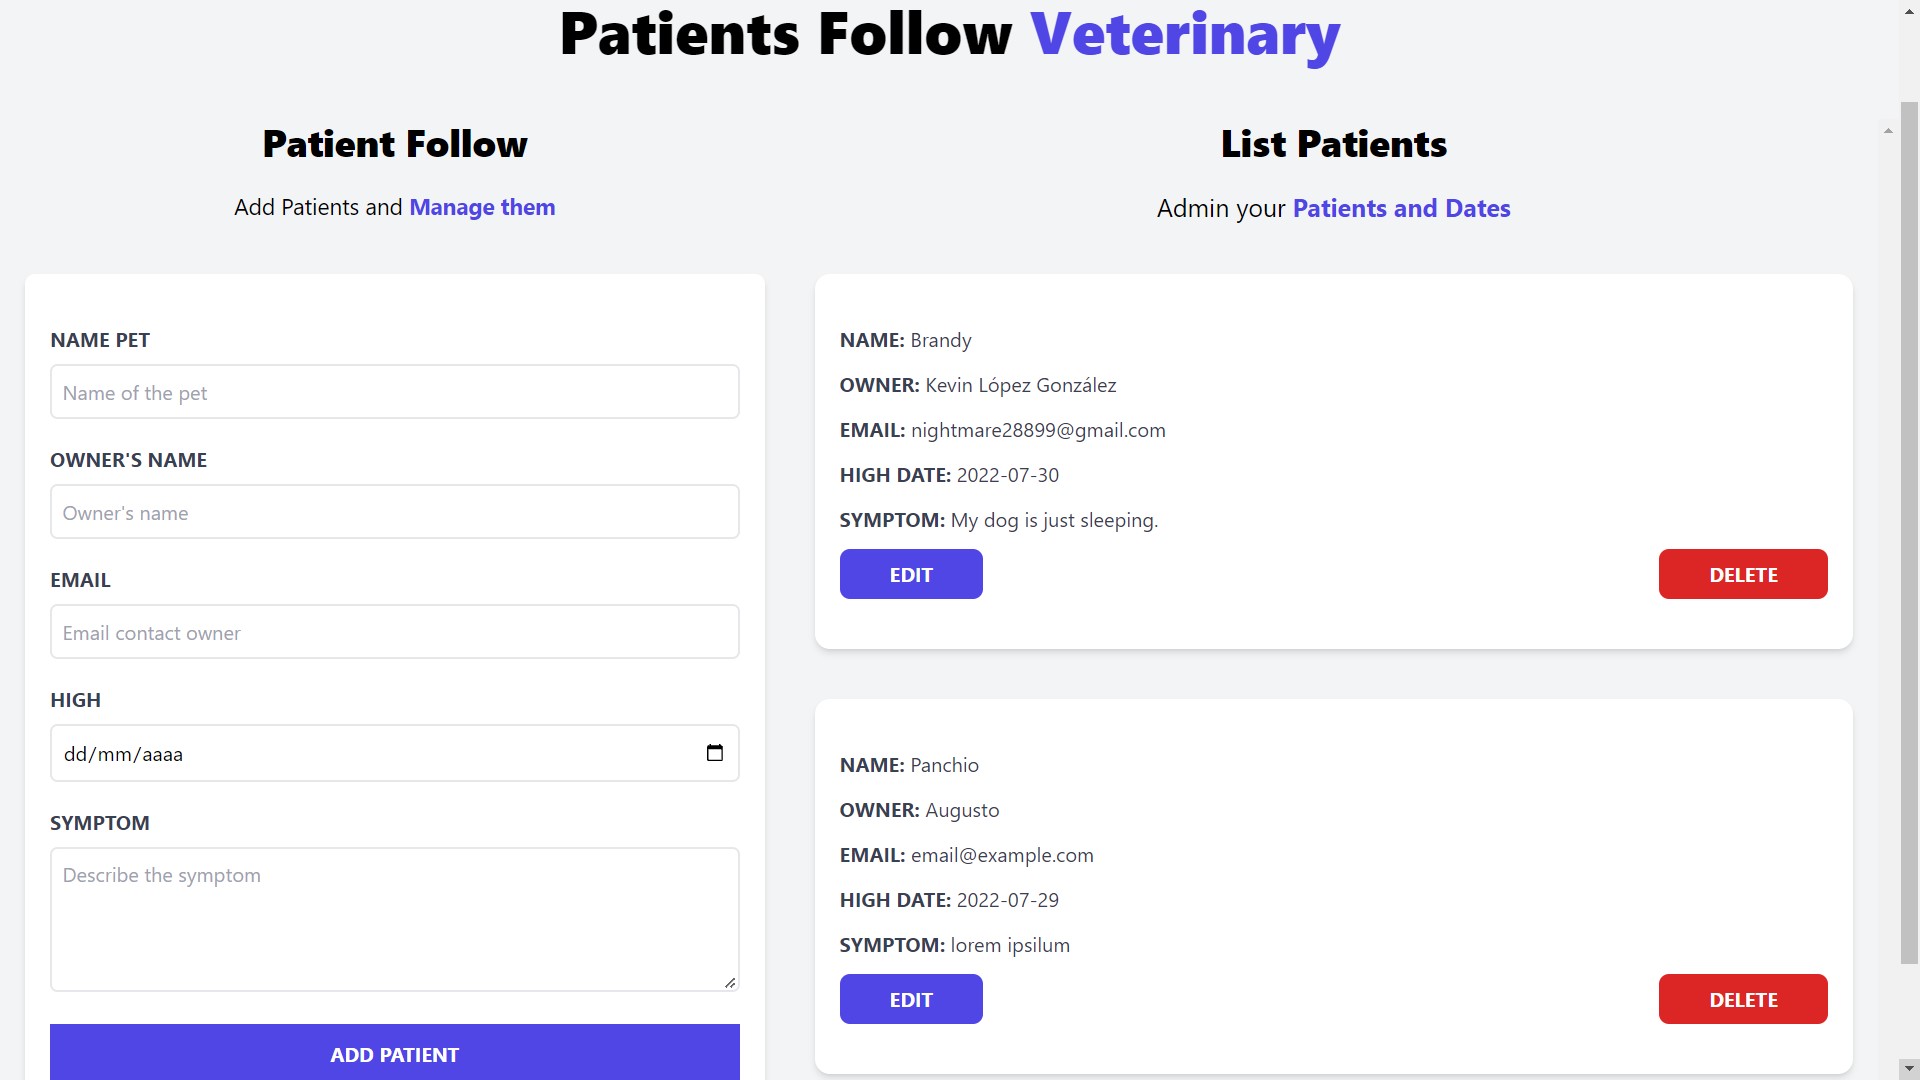 Patients Follow Veterinary
Patient Follow
Add Patients and Manage them
NAME PET
Name of the pet
OWNER'S NAME
Owner's name
EMAIL
Email contact owner
HIGH
dd/mm/aaaa
SYMPTOM
Describe the symptom
ADD PATIENT
List Patients
Admin your Patients and Dates
NAME: Brandy
OWNER: Kevin López González
EMAIL: nightmare28899@gmail.com
HIGH DATE: 2022-07-30
SYMPTOM: My dog is just sleeping.
EDIT
DELETE
NAME: Panchio
OWNER: Augusto
EMAIL: email@example.com
HIGH DATE: 2022-07-29
SYMPTOM: lorem ipsilum
EDIT
DELETE